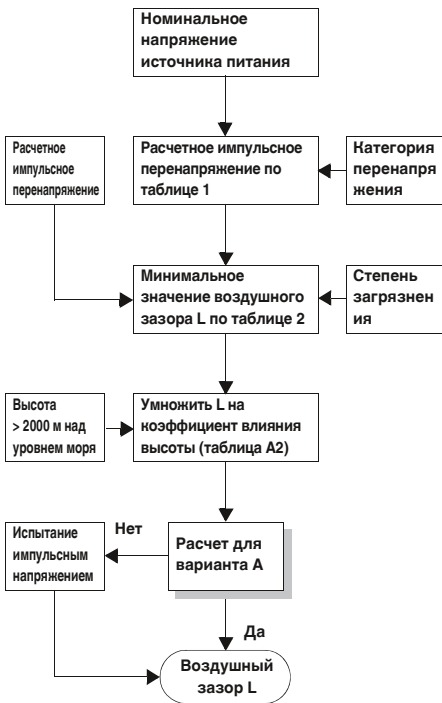 Номинальное
напряжение
источника питания
Расчетное
импульсное
перенапряжение
Расчетное импульсное
перенапряжение по
таблице 1
Категория
перенапря
жения
Минимальное
значение воздушного
зазора L по таблице 2
Степень
загрязнен
ия
Высота
> 2000 м над
уровнем моря
Умножить L на
коэффициент влияния
высоты (таблица А2)
Испытание
импульсным
напряжением
Нет
Расчет для
варианта А
Да
Воздушный
зазор L